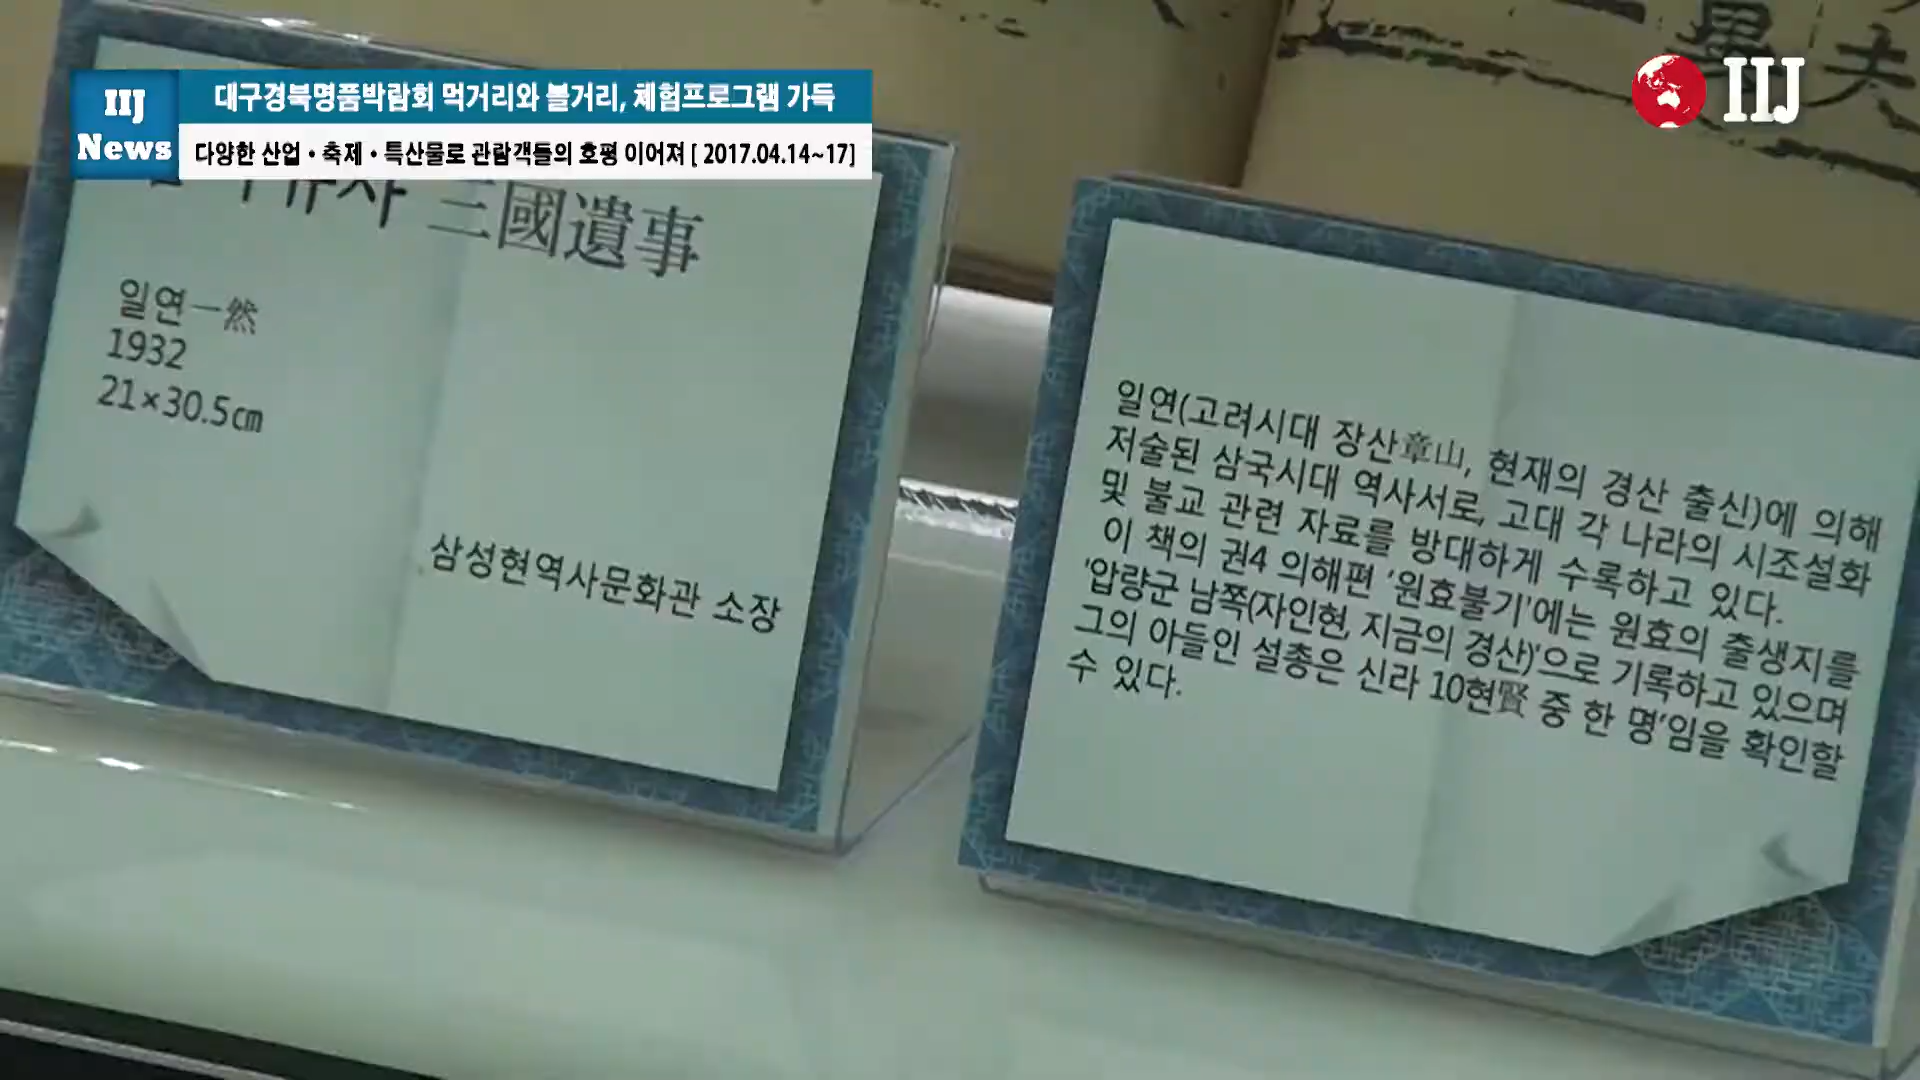 IIJ
News
대구경북명품박람회 먹거리와 볼거리, 체험프로그램 가득
다양한 산업·축제·특산물로 관람객들의 호평 이어져 [ 2017.04.14~17]
IIJ
夫
三國遺事
일연一然
1932
21×30.5㎝
삼성현역사문화관 소장
일연(고려시대 장산章山, 현재의 경산 출신)에 의해
저술된 삼국시대 역사서로, 고대 각 나라의 시조설화
및 불교 관련 자료를 방대하게 수록하고 있다.
이 책의 권4 의해편 '원효불기'에는 원효의 출생지를
'압량군 남쪽(자인현, 지금의 경산)'으로 기록하고 있으며
그의 아들인 설총은 신라 10현賢 중 한 명'임을 확인할
수 있다.